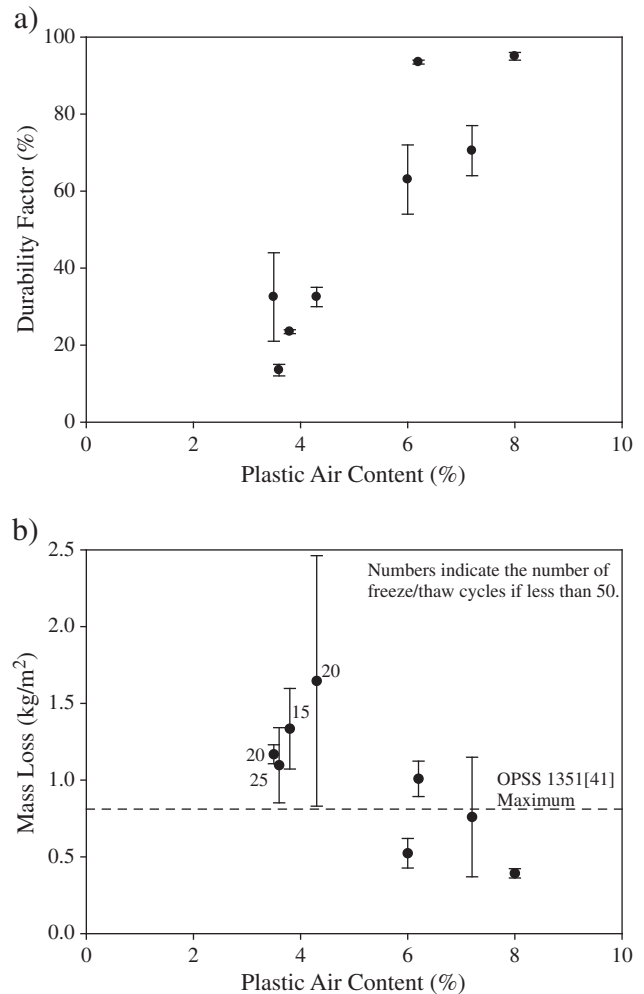 a)
100
80
60
40
20
0
Durability Factor (%)
0 2 4 6 8 10
Plastic Air Content (%)
b)
2.5
2.0
1.5
1.0
0.5
0.0
Mass Loss (kg/m²)
Numbers indicate the number of
freeze/thaw cycles if less than 50.
20
15
20
25
OPSS 1351[41]
Maximum
0 2 4 6 8 10
Plastic Air Content (%)